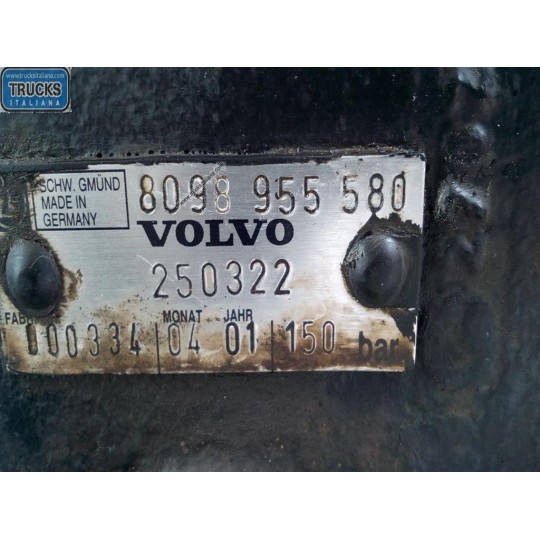 www.trucksitaliana.com
TRUCKS
ITALIANA
SCHW. GMÜND
MADE IN
GERMANY
8098 955 580
VOLVO
250322
MONAT JAHR
000334 04 01 150 bar